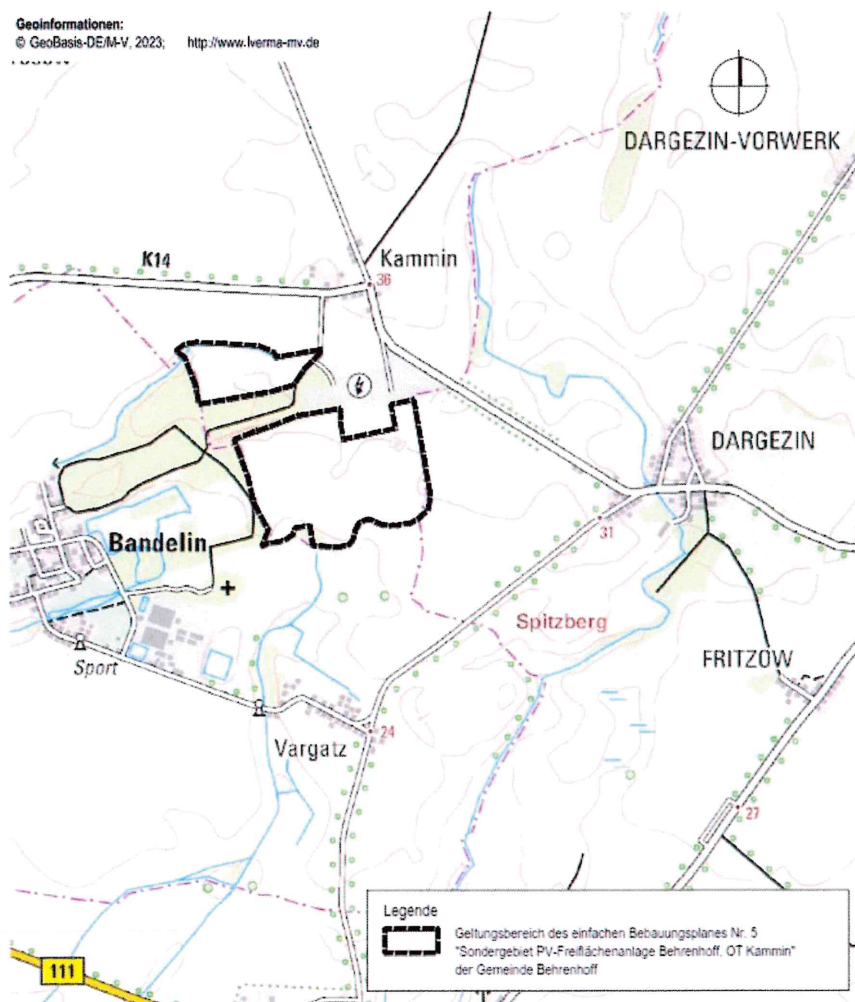 Geoinformationen:
© GeoBasis-DE/M-V, 2023; http://www.lverma-mv.de
DARGEZIN-VORWERK
K14
Kammin
36
DARGEZIN
31
Bandelin
Spitzberg
Sport
FRITZOW
24
Vargatz
27
Legende
Geltungsbereich des einfachen Bebauungsplanes Nr. 5
"Sondergebiet PV-Freiflächenanlage Behrenhoff, OT Kammin"
der Gemeinde Behrenhoff
111